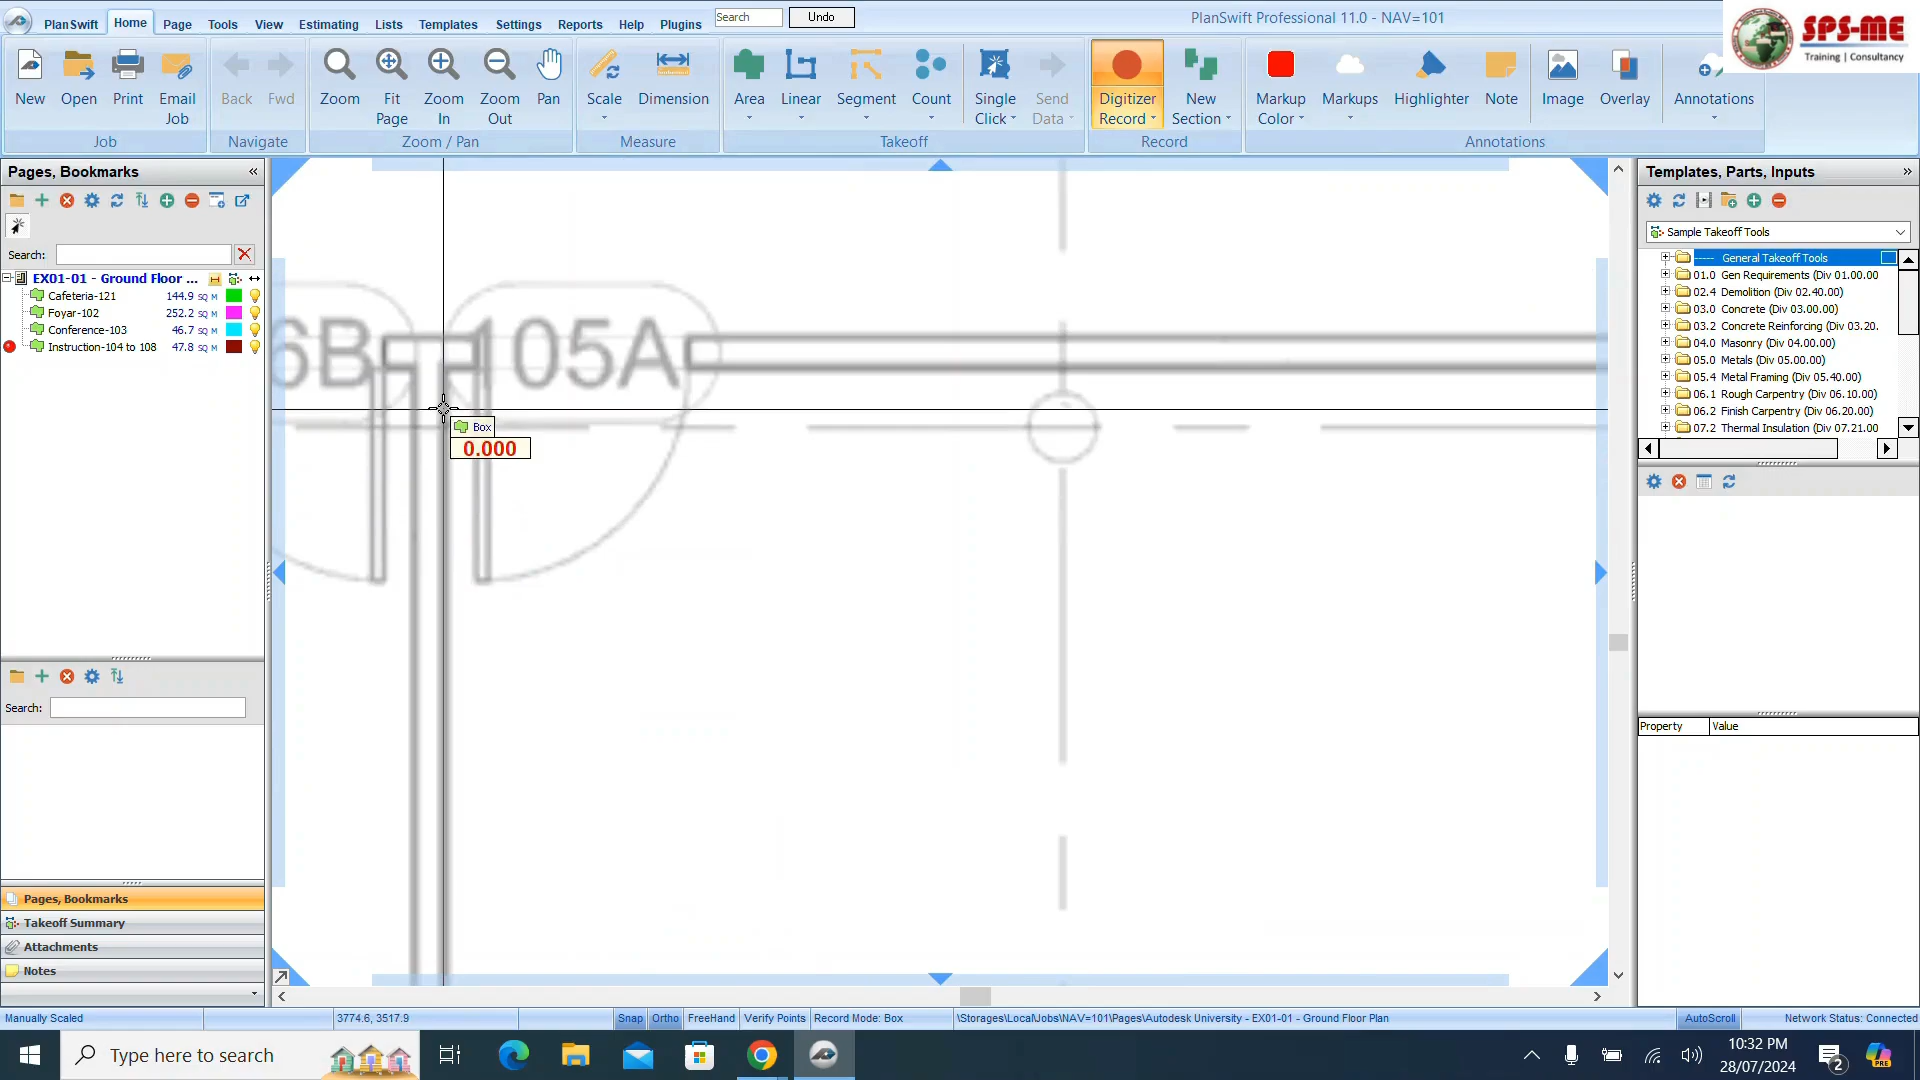 PlanSwift Home Page Tools View Estimating Lists Templates Settings Reports Help Plugins Search Undo PlanSwift Professional 11.0 - NAV=101
SPS-ME
Training | Consultancy
New Open Print Email Job Back Fwd Zoom Fit Page Zoom In Zoom Out Pan Scale Dimension Area Linear Segment Count Single Click Send Data Digitizer Record New Section Markup Color Markups Highlighter Note Image Overlay Annotations
Job Navigate Zoom / Pan Measure Takeoff Record Annotations
Pages, Bookmarks
Search:
EX01-01 - Ground Floor ...
Cafeteria-121 144.9 SQ M
Foyar-102 252.2 SQ M
Conference-103 46.7 SQ M
Instruction-104 to 108 47.8 SQ M
Search:
Pages, Bookmarks
Takeoff Summary
Attachments
Notes
6B 105A
Box
0.000
Templates, Parts, Inputs
Sample Takeoff Tools
----- General Takeoff Tools
01.0 Gen Requirements (Div 01.00.00
02.4 Demolition (Div 02.40.00)
03.0 Concrete (Div 03.00.00)
03.2 Concrete Reinforcing (Div 03.20.
04.0 Masonry (Div 04.00.00)
05.0 Metals (Div 05.00.00)
05.4 Metal Framing (Div 05.40.00)
06.1 Rough Carpentry (Div 06.10.00)
06.2 Finish Carpentry (Div 06.20.00)
07.2 Thermal Insulation (Div 07.21.00
Property Value
Manually Scaled 3774.6, 3517.9 Snap Ortho FreeHand Verify Points Record Mode: Box \Storages\Local\Jobs\NAV=101\Pages\Autodesk University - EX01-01 - Ground Floor Plan AutoScroll Network Status: Connected
Type here to search
10:32 PM
28/07/2024
2
PRE